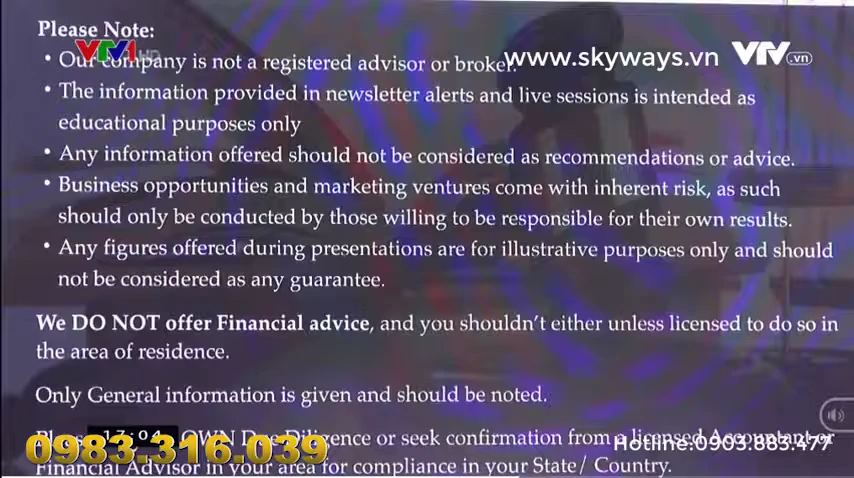 Please Note:
VTV1 HD
www.skyways.vn
VTV.vn
• Our company is not a registered advisor or broker.
• The information provided in newsletter alerts and live sessions is intended as
educational purposes only
• Any information offered should not be considered as recommendations or advice.
• Business opportunities and marketing ventures come with inherent risk, as such
should only be conducted by those willing to be responsible for their own results.
• Any figures offered during presentations are for illustrative purposes only and should
not be considered as any guarantee.
We DO NOT offer Financial advice, and you shouldn't either unless licensed to do so in
the area of residence.
Only General information is given and should be noted.
OWN Due Diligence or seek confirmation from a licensed Accountant or
17:04
0983.316.039
Hotline:0903.883.477
Financial Advisor in your area for compliance in your State/ Country.